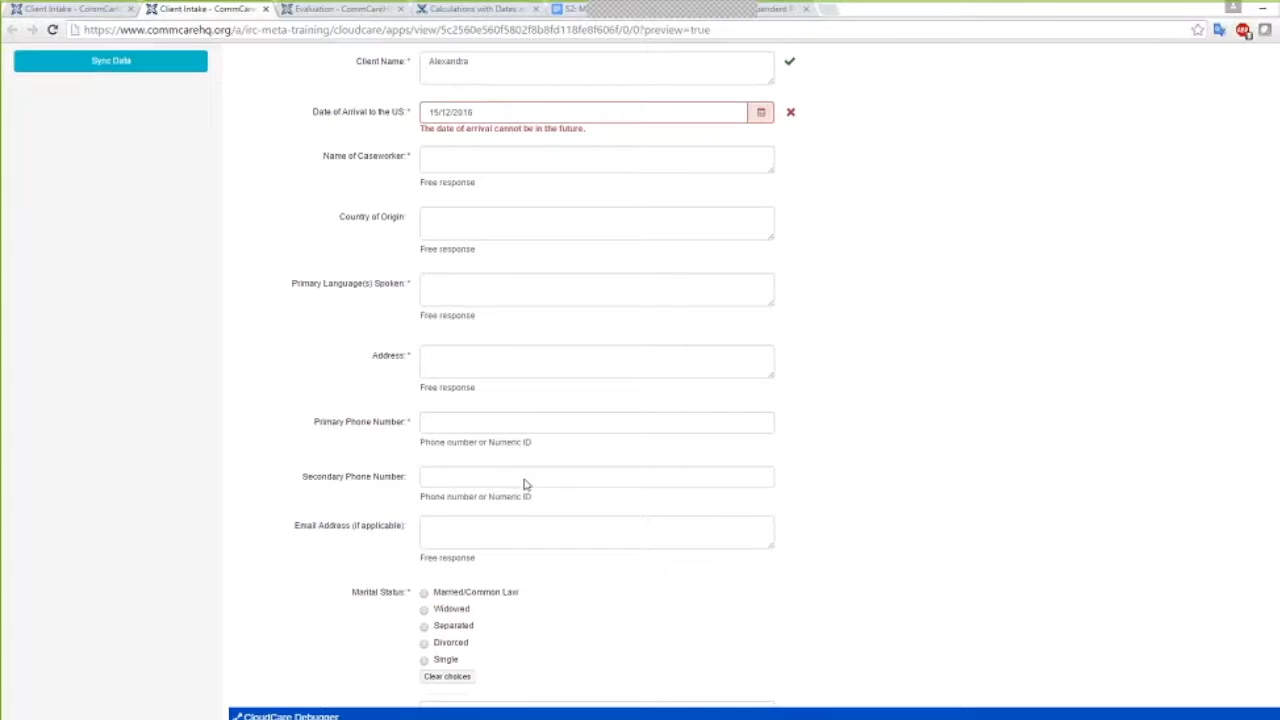 Client Intake - CommCar
Client Intake - CommCare
Evaluation - CommCareH
Calculations with Dates a
S2: M
pendent
https://www.commcarehq.org/a/irc-meta-training/cloudcare/apps/view/5c2560e560f5802f8b8fd118fe8f606f/0/0?preview=true
Sync Data
Client Name: *
Alexandra
Date of Arrival to the US: *
15/12/2016
The date of arrival cannot be in the future.
Name of Caseworker: *
Free response
Country of Origin:
Free response
Primary Language(s) Spoken: *
Free response
Address: *
Free response
Primary Phone Number: *
Phone number or Numeric ID
Secondary Phone Number:
Phone number or Numeric ID
Email Address (if applicable):
Free response
Marital Status: *
Married/Common Law
Widowed
Separated
Divorced
Single
Clear choices
CloudCare Debugger